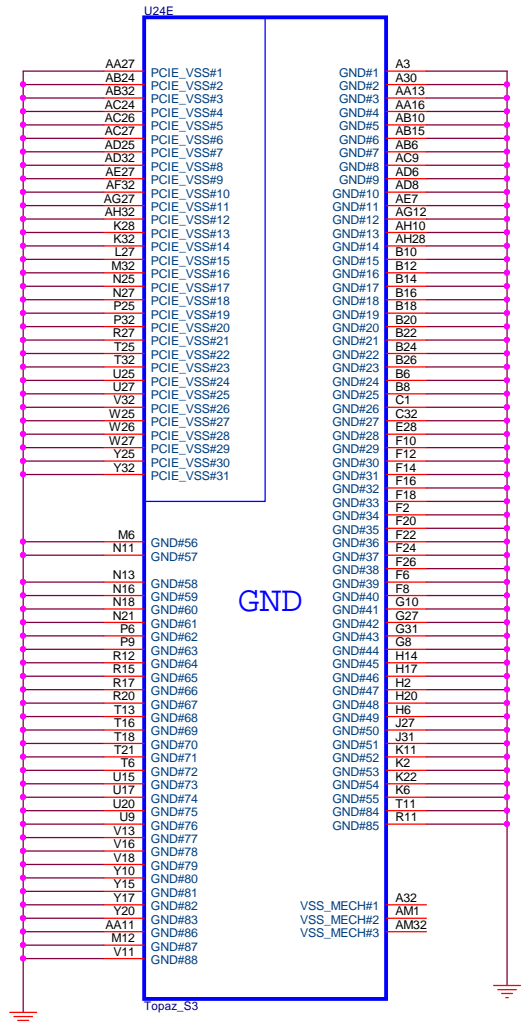 U24E
AA27 PCIE_VSS#1 GND#1 A3
AB24 PCIE_VSS#2 GND#2 A30
AB32 PCIE_VSS#3 GND#3 AA13
AC24 PCIE_VSS#4 GND#4 AA16
AC26 PCIE_VSS#5 GND#5 AB10
AC27 PCIE_VSS#6 GND#6 AB15
AD25 PCIE_VSS#7 GND#7 AB6
AD32 PCIE_VSS#8 GND#8 AC9
AE27 PCIE_VSS#9 GND#9 AD6
AF32 PCIE_VSS#10 GND#10 AD8
AG27 PCIE_VSS#11 GND#11 AE7
AH32 PCIE_VSS#12 GND#12 AG12
K28 PCIE_VSS#13 GND#13 AH10
K32 PCIE_VSS#14 GND#14 AH28
L27 PCIE_VSS#15 GND#15 B10
M32 PCIE_VSS#16 GND#16 B12
N25 PCIE_VSS#17 GND#17 B14
N27 PCIE_VSS#18 GND#18 B16
P25 PCIE_VSS#19 GND#19 B18
P32 PCIE_VSS#20 GND#20 B20
R27 PCIE_VSS#21 GND#21 B22
T25 PCIE_VSS#22 GND#22 B24
T32 PCIE_VSS#23 GND#23 B26
U25 PCIE_VSS#24 GND#24 B6
U27 PCIE_VSS#25 GND#25 B8
V32 PCIE_VSS#26 GND#26 C1
W25 PCIE_VSS#27 GND#27 C32
W26 PCIE_VSS#28 GND#28 E28
W27 PCIE_VSS#29 GND#29 F10
Y25 PCIE_VSS#30 GND#30 F12
Y32 PCIE_VSS#31 GND#31 F14
GND#32 F16
GND#33 F18
GND#34 F2
GND#35 F20
M6 GND#56 GND#36 F22
N11 GND#57 GND#37 F24
GND#38 F26
N13 GND#58 GND#39 F6
N16 GND#59 GND#40 F8
N18 GND#60 GND#41 G10
N21 GND#61 GND#42 G27
P6 GND#62 GND#43 G31
P9 GND#63 GND#44 G8
R12 GND#64 GND#45 H14
R15 GND#65 GND#46 H17
R17 GND#66 GND#47 H2
R20 GND#67 GND#48 H20
T13 GND#68 GND#49 H6
T16 GND#69 GND#50 J27
T18 GND#70 GND#51 J31
T21 GND#71 GND#52 K11
T6 GND#72 GND#53 K2
U15 GND#73 GND#54 K22
U17 GND#74 GND#55 K6
U20 GND#75 GND#84 T11
U9 GND#76 GND#85 R11
V13 GND#77
V16 GND#78
V18 GND#79
Y10 GND#80
Y15 GND#81
Y17 GND#82 VSS_MECH#1 A32
Y20 GND#83 VSS_MECH#2 AM1
AA11 GND#86 VSS_MECH#3 AM32
M12 GND#87
V11 GND#88
GND
Topaz_S3